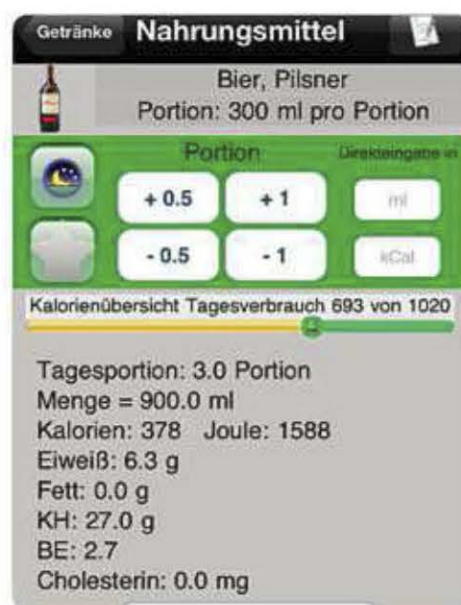 Getränke Nahrungsmittel
Bier, Pilsner
Portion: 300 ml pro Portion
Portion Direkteingabe in
+ 0.5 + 1 ml
- 0.5 - 1 kCal
Kalorienübersicht Tagesverbrauch 693 von 1020
Tagesportion: 3.0 Portion
Menge = 900.0 ml
Kalorien: 378 Joule: 1588
Eiweiß: 6.3 g
Fett: 0.0 g
KH: 27.0 g
BE: 2.7
Cholesterin: 0.0 mg